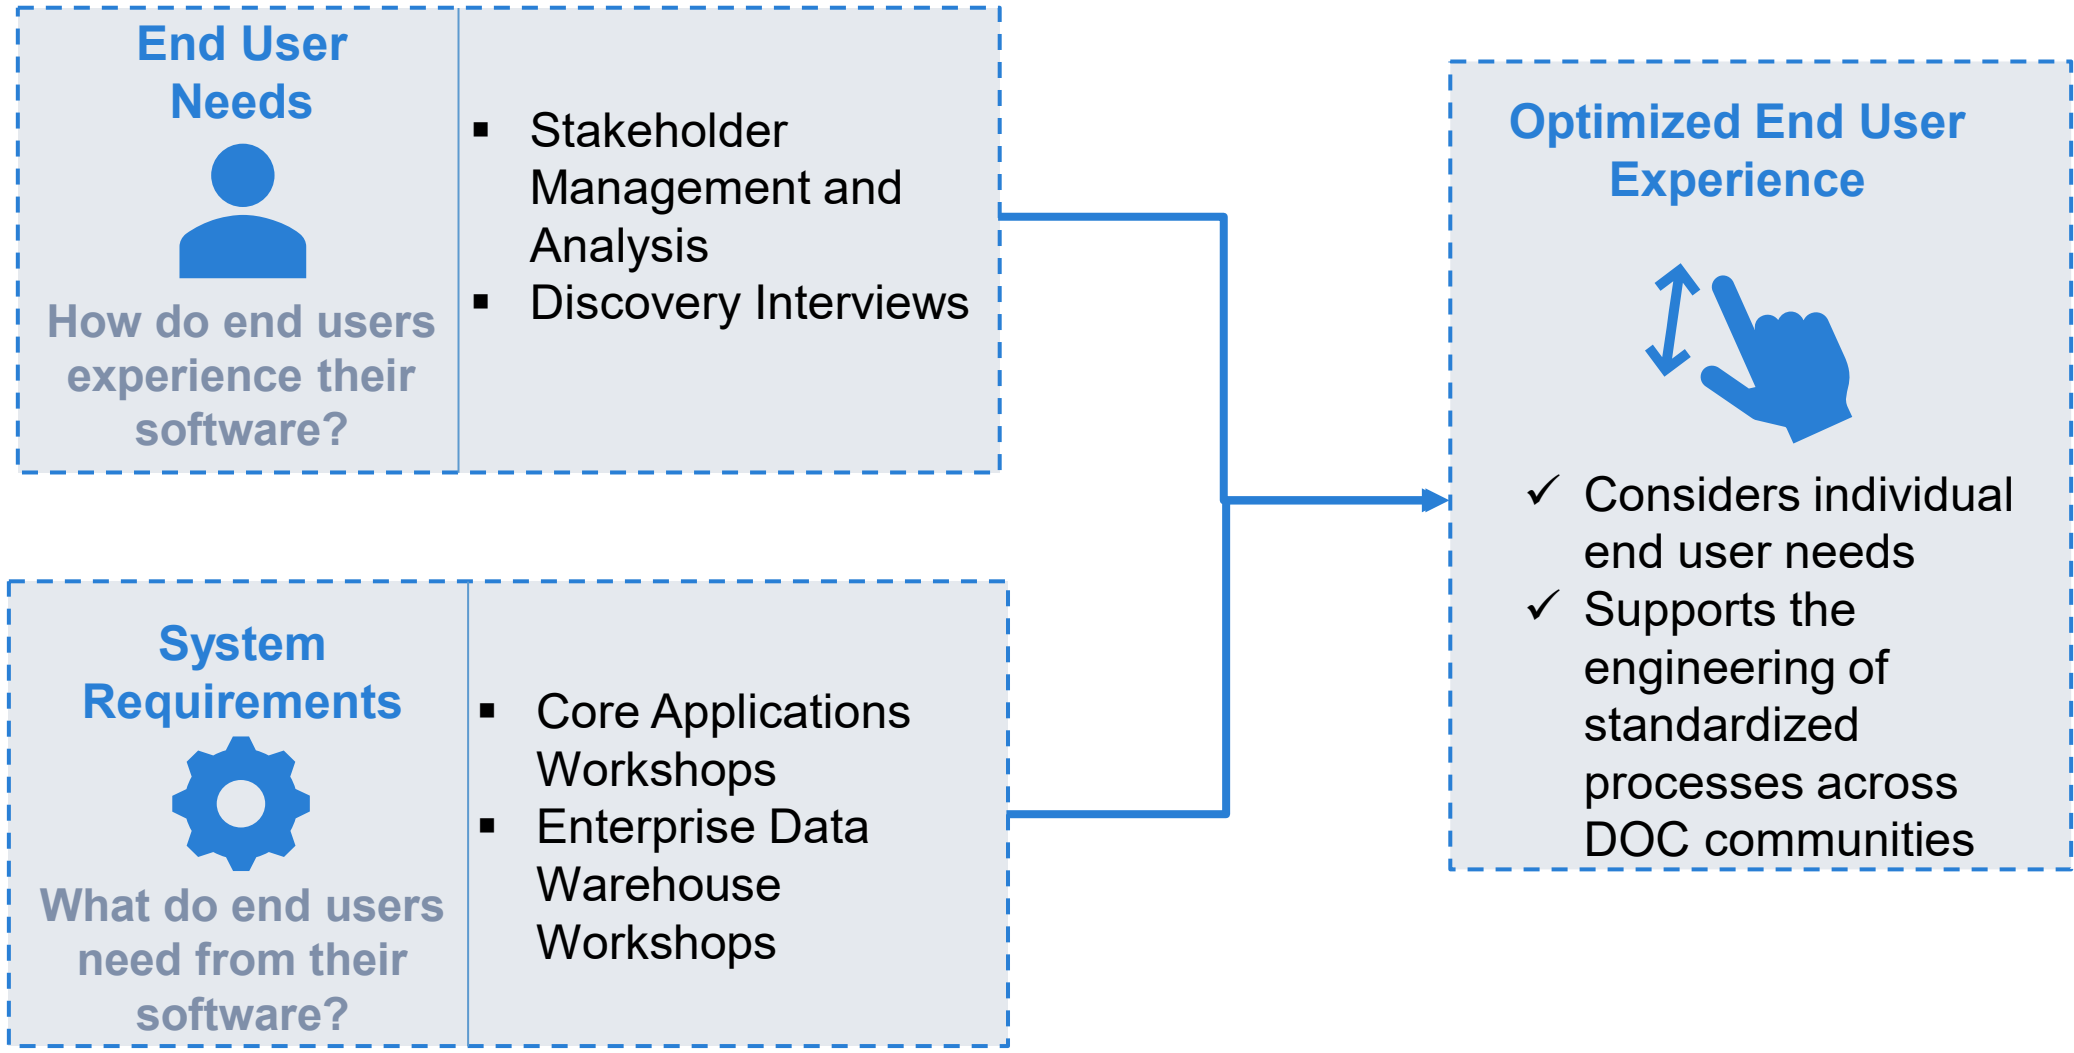 End User
Needs
How do end users
experience their
software?
▪ Stakeholder
Management and
Analysis
▪ Discovery Interviews
System
Requirements
What do end users
need from their
software?
▪ Core Applications
Workshops
▪ Enterprise Data
Warehouse
Workshops
Optimized End User
Experience
✓ Considers individual
end user needs
✓ Supports the
engineering of
standardized
processes across
DOC communities